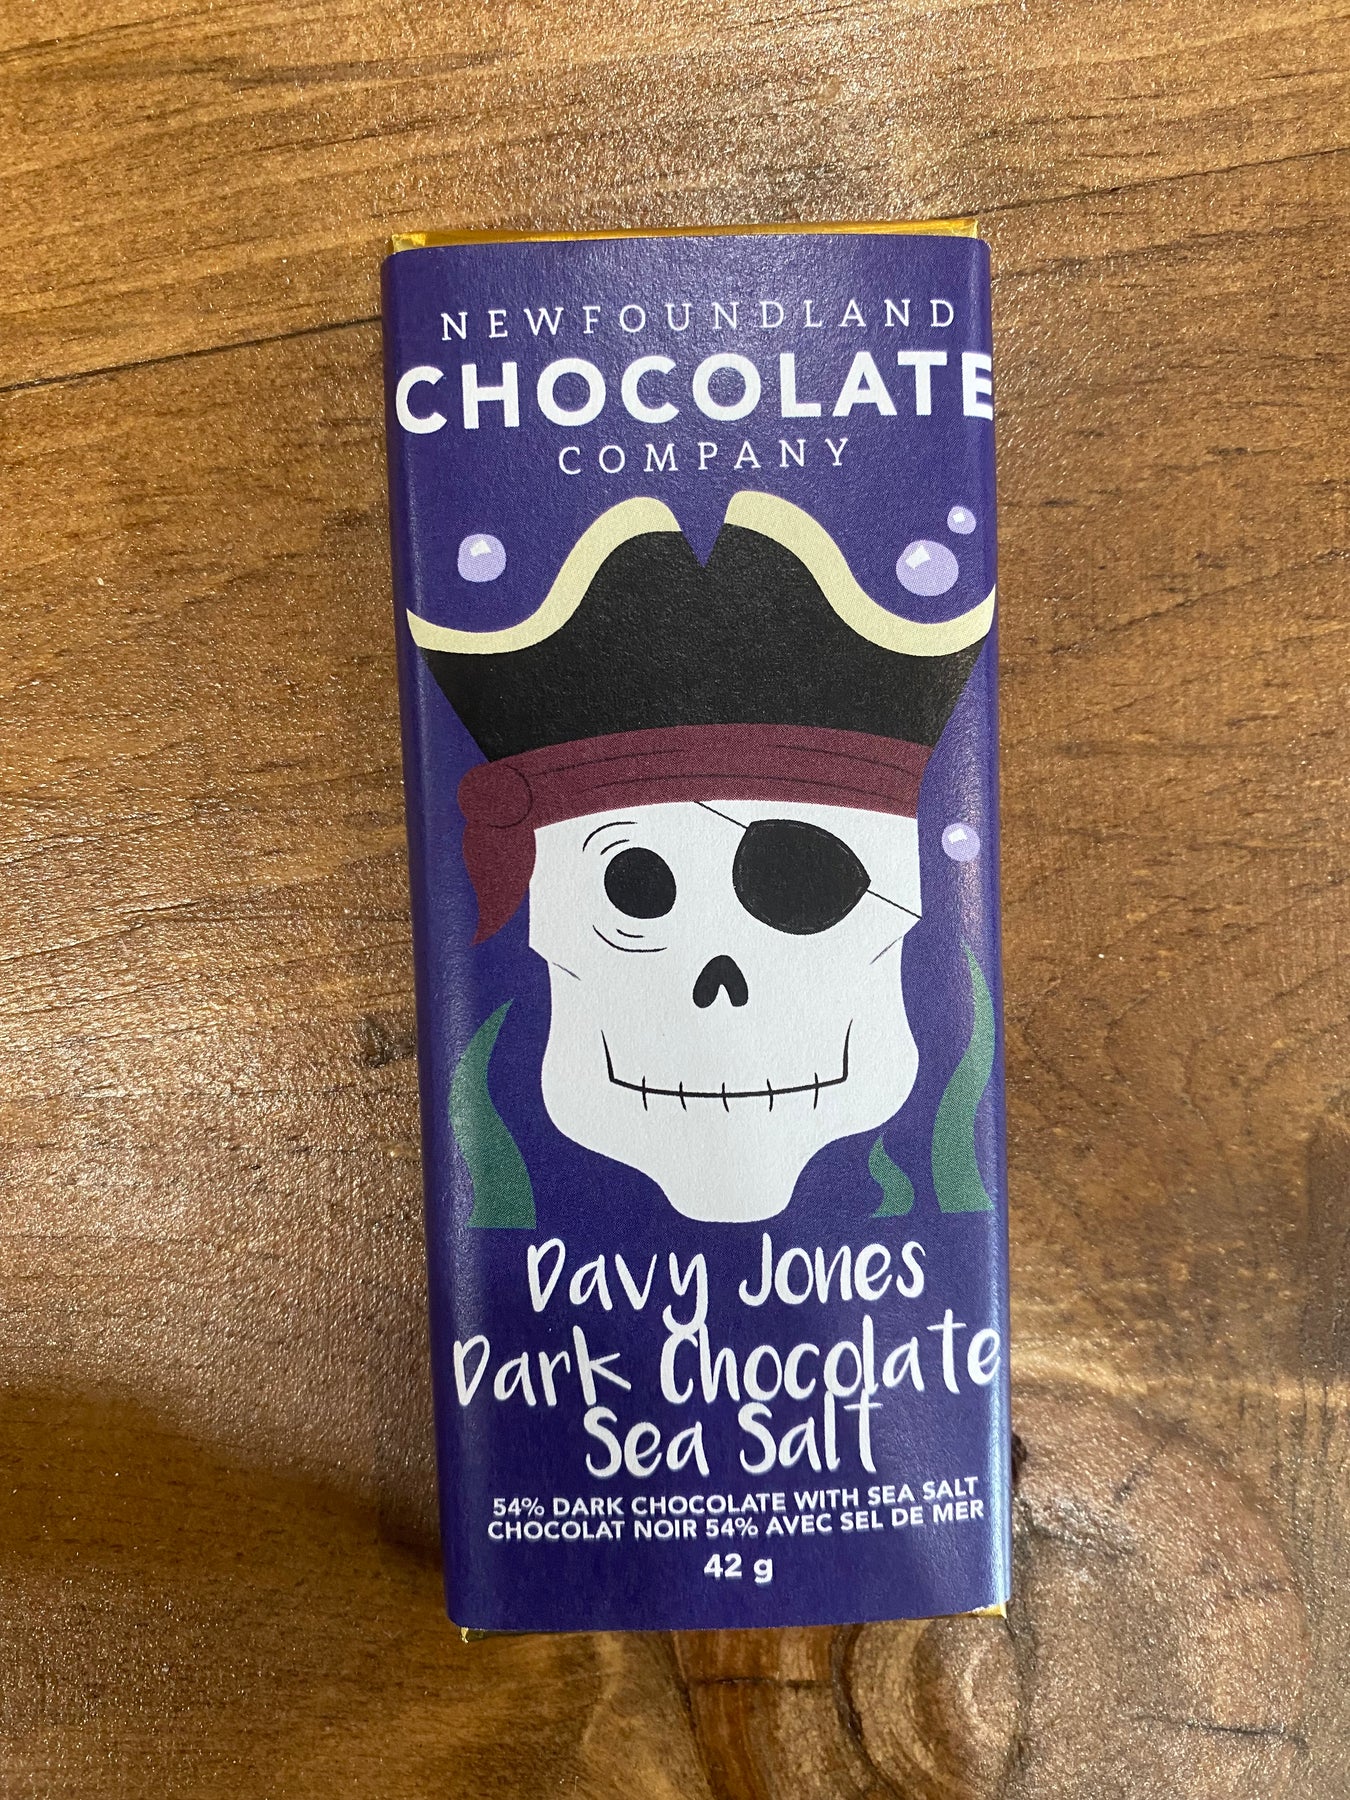 NEWFOUNDLAND
CHOCOLATE
COMPANY
Davy Jones
Dark Chocolate
Sea Salt
54% DARK CHOCOLATE WITH SEA SALT
CHOCOLAT NOIR 54% AVEC SEL DE MER
42 g